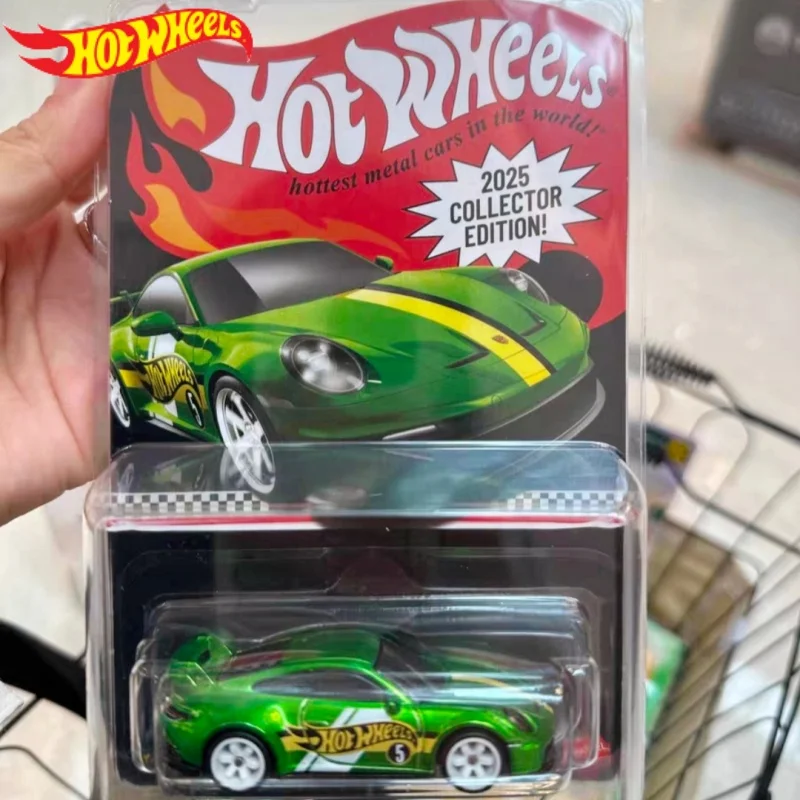 HOT WHEELS
HOT WHEELS
hottest metal cars in the world!
2025
COLLECTOR
EDITION!
HOT WHEELS
5
HOT WHEELS
5